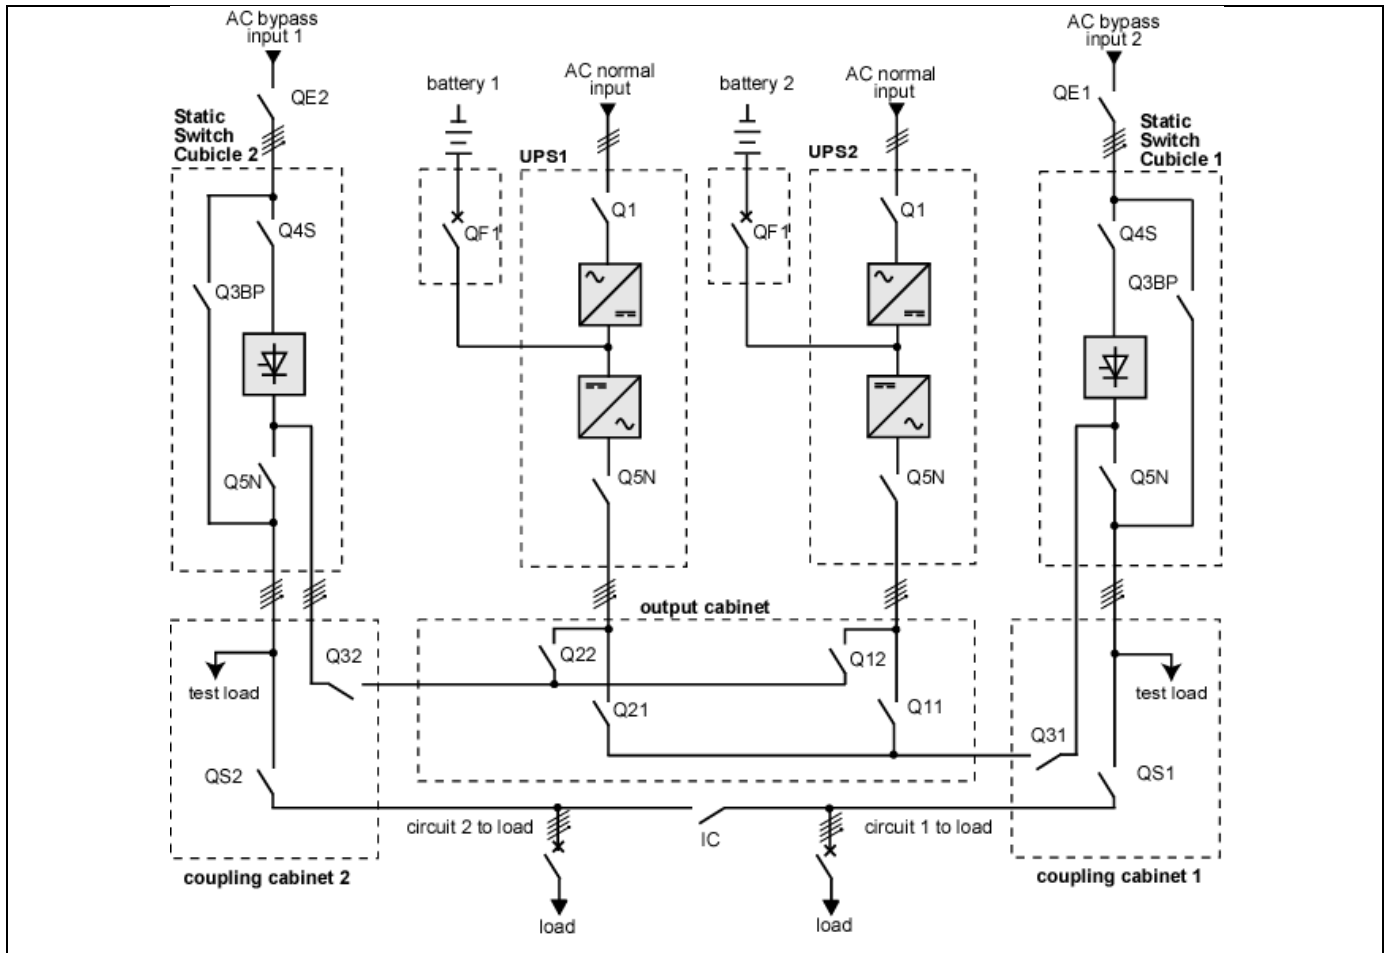 AC bypass
input 1
AC bypass
input 2
AC normal
input
AC normal
input
battery 1
battery 2
QE2
QE1
Static
Switch
Cubicle 2
Static
Switch
Cubicle 1
UPS1
UPS2
Q4S
QF1
Q1
QF1
Q1
Q4S
Q3BP
Q3BP
Q5N
Q5N
Q5N
Q5N
output cabinet
Q32
Q22
Q12
test load
test load
Q21
Q11
Q31
QS2
QS1
circuit 2 to load
IC
circuit 1 to load
coupling cabinet 2
coupling cabinet 1
load
load